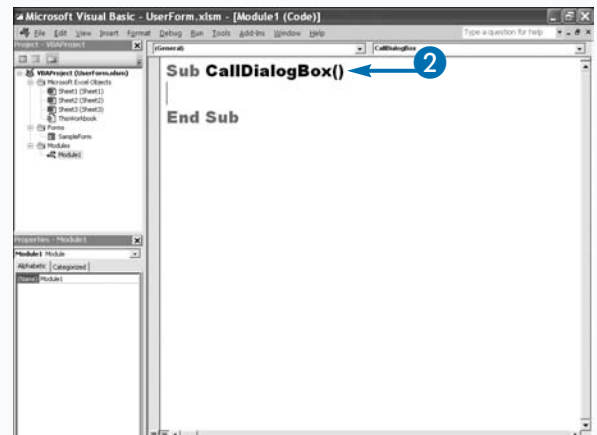 Microsoft Visual Basic - UserForm.xlsm - [Module1 (Code)]
File Edit View Insert Format Debug Run Tools Add-Ins Window Help Type a question for help
Project - VBAProject
(General) CallDialogBox
VBAProject (UserForm.xlsm)
Microsoft Excel Objects
Sheet1 (Sheet1)
Sheet2 (Sheet2)
Sheet3 (Sheet3)
ThisWorkbook
Forms
SampleForm
Modules
Module1
Sub CallDialogBox() 2
End Sub
Properties - Module1
Module1 Module
Alphabetic Categorized
(Name) Module1